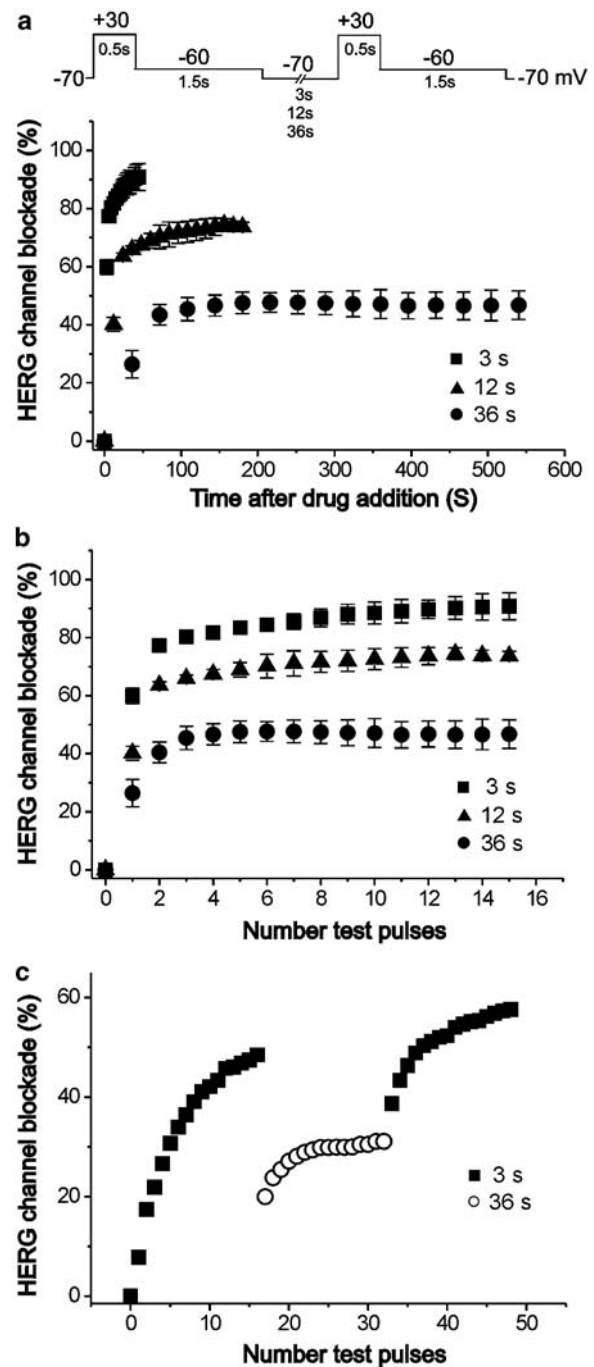 a
+30
0.5s
-70
-60
1.5s
-70
3s
12s
36s
+30
0.5s
-60
1.5s
-70 mV
HERG channel blockade (%)
100
80
60
40
20
0
3 s
12 s
36 s
0 100 200 300 400 500 600
Time after drug addition (S)
b
HERG channel blockade (%)
100
80
60
40
20
0
3 s
12 s
36 s
0 2 4 6 8 10 12 14 16
Number test pulses
c
HERG channel blockade (%)
60
40
20
0
3 s
36 s
0 10 20 30 40 50
Number test pulses